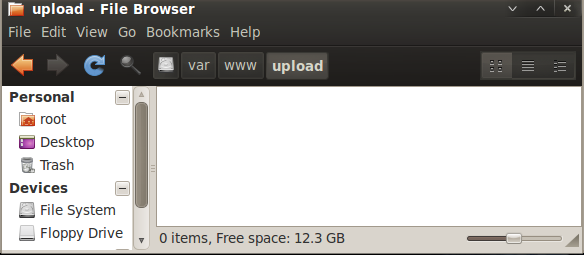 upload - File Browser
File Edit View Go Bookmarks Help
var www upload
Personal
root
Desktop
Trash
Devices
File System
Floppy Drive
0 items, Free space: 12.3 GB